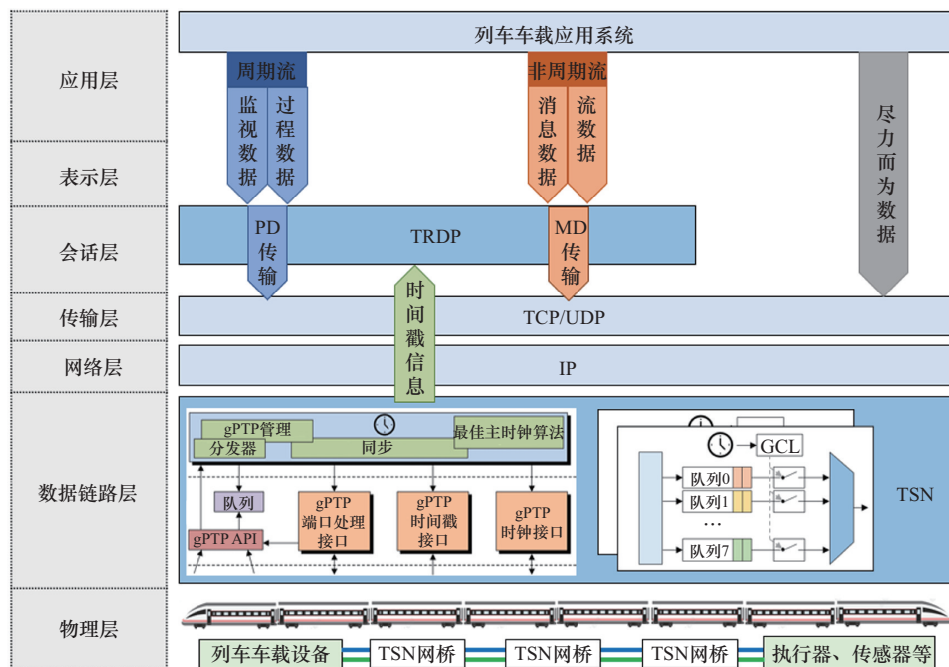 应用层
表示层
会话层
传输层
网络层
数据链路层
物理层
列车车载应用系统
周期流
监视数据
过程数据
非周期流
消息数据
流数据
尽力而为数据
PD
传输
TRDP
MD
传输
时间戳信息
TCP/UDP
IP
gPTP管理
分发器
同步
最佳主时钟算法
队列
gPTP API
gPTP
端口处理
接口
gPTP
时间戳
接口
gPTP
时钟接口
GCL
队列0
队列1
...
队列7
TSN
列车车载设备
TSN网桥
TSN网桥
TSN网桥
执行器、传感器等